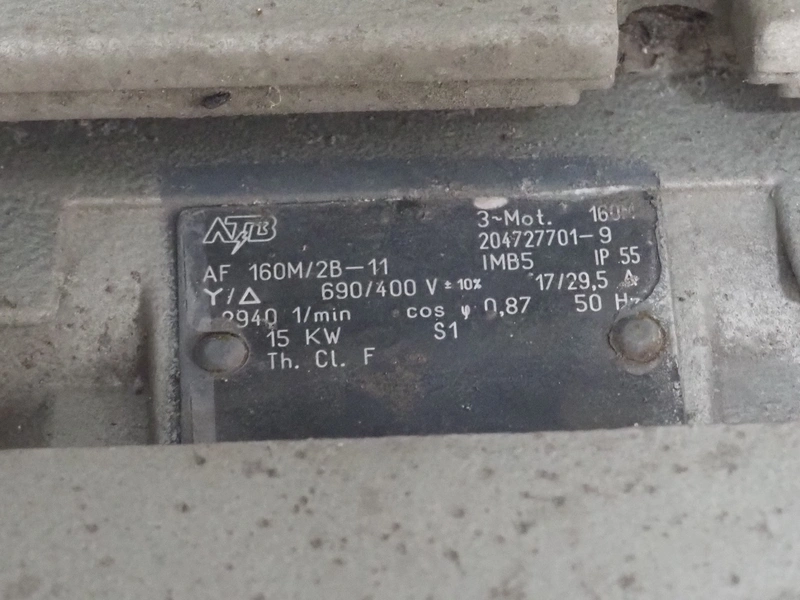 ATB 3~Mot. 160M
204727701-9
AF 160M/2B-11 IMB5 IP 55
Y/Δ 690/400 V ± 10% 17/29,5 A
2940 1/min cos φ 0,87 50 Hz
15 KW S1
Th. Cl. F